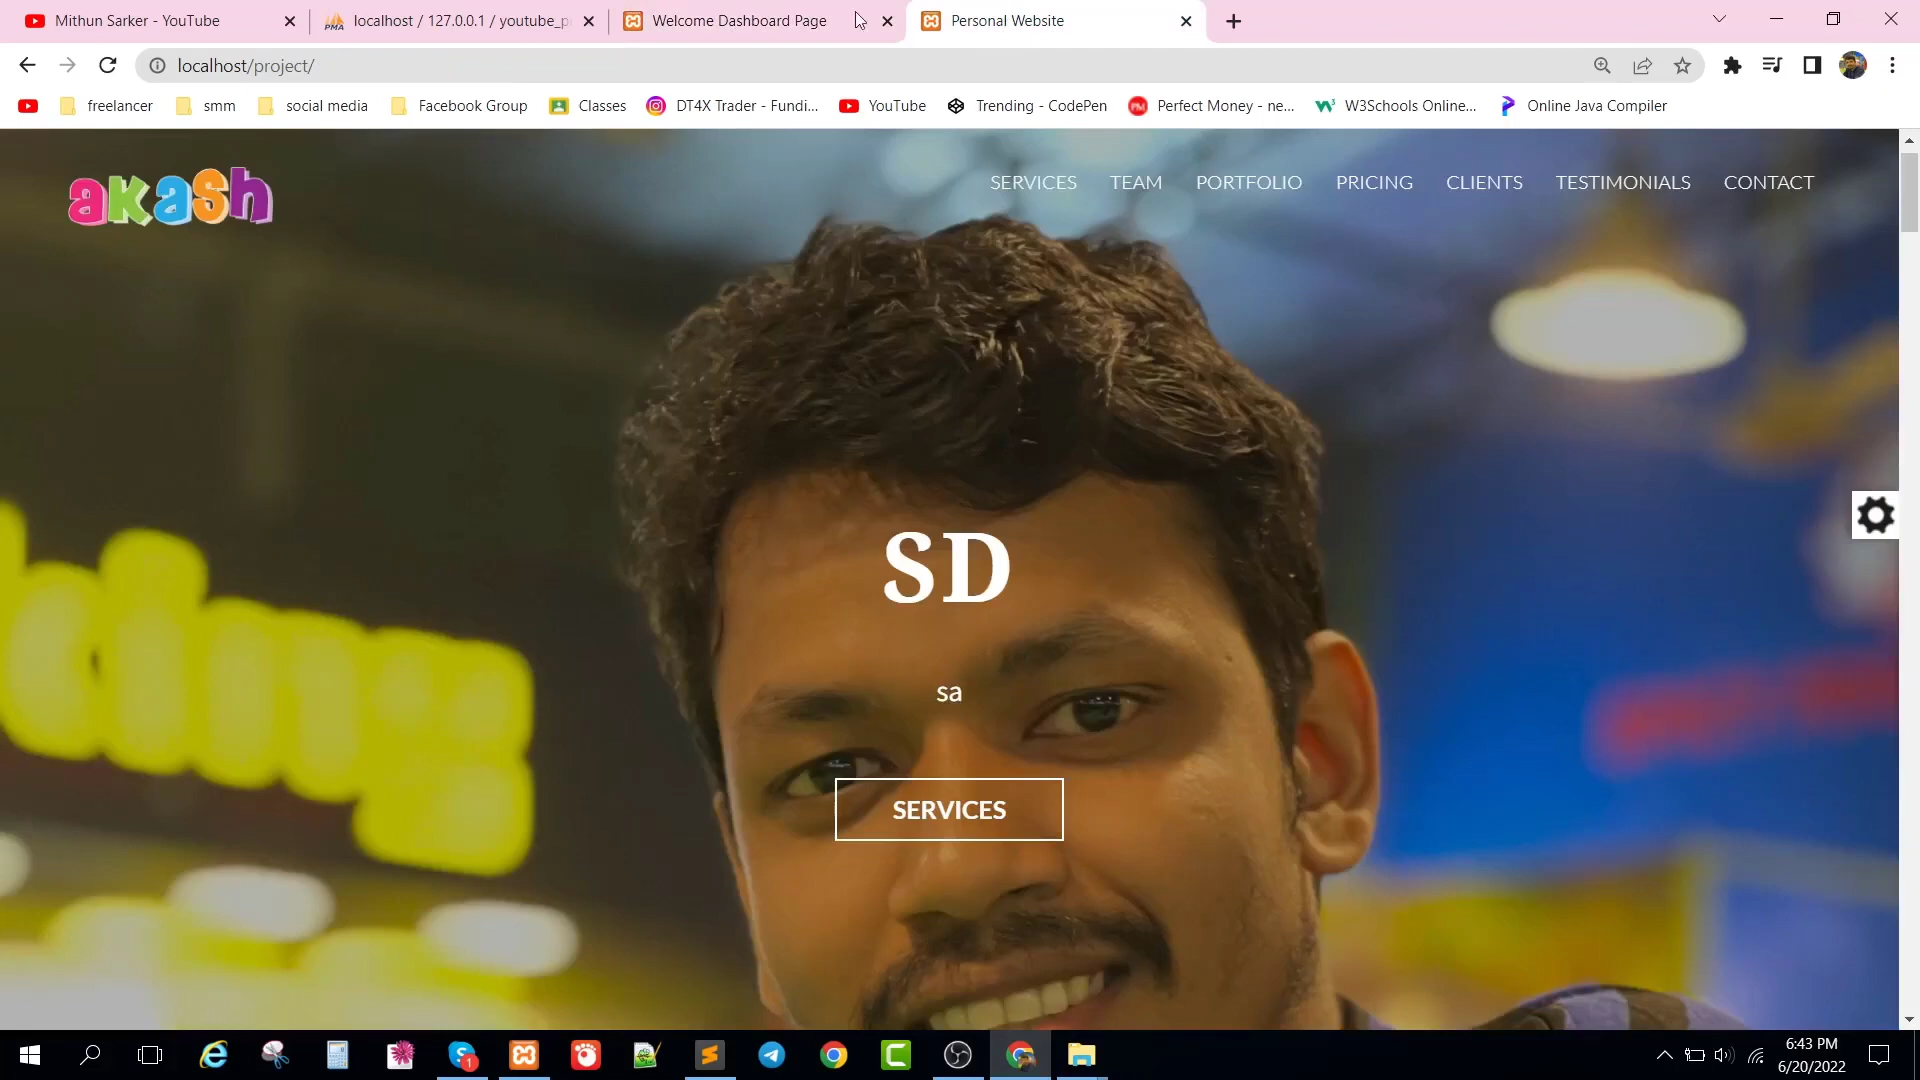 Mithun Sarker - YouTube
localhost / 127.0.0.1 / youtube_p
Welcome Dashboard Page
Personal Website
localhost/project/
freelancer
smm
social media
Facebook Group
Classes
DT4X Trader - Fundi...
YouTube
Trending - CodePen
Perfect Money - ne...
W3Schools Online...
Online Java Compiler
akash
SERVICES
TEAM
PORTFOLIO
PRICING
CLIENTS
TESTIMONIALS
CONTACT
SD
sa
SERVICES
6:43 PM
6/20/2022